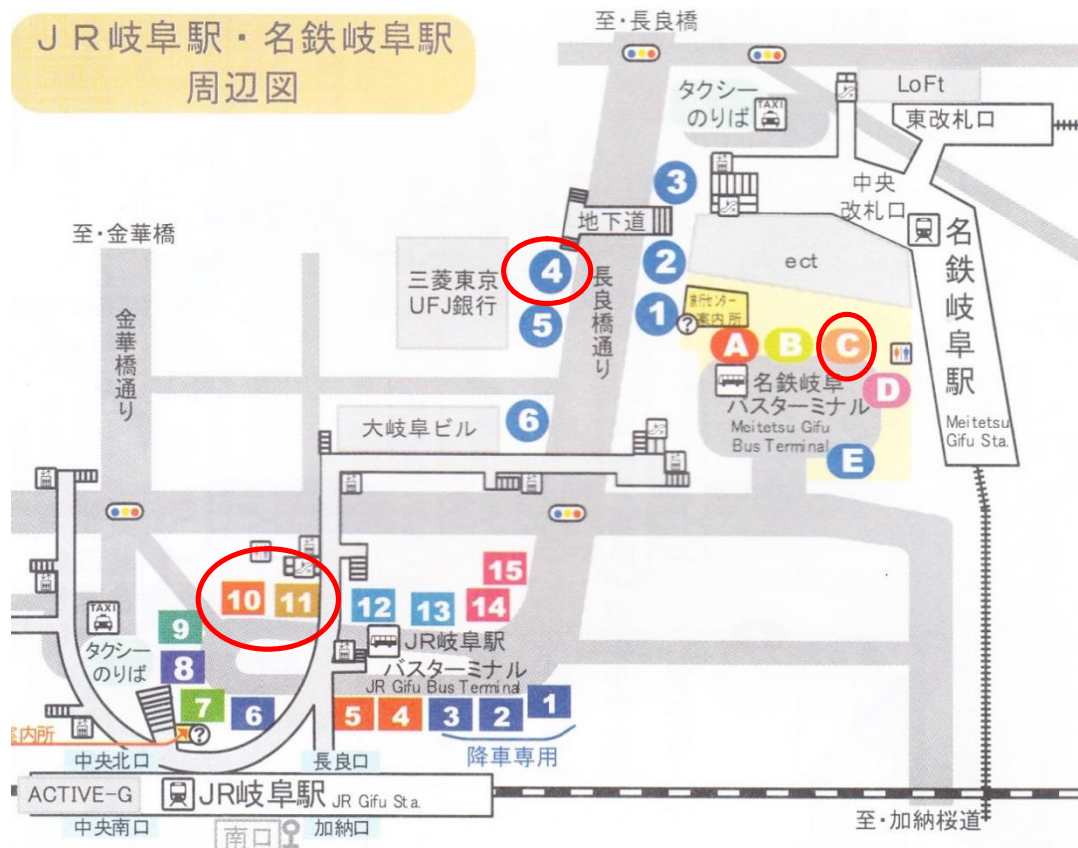 JR岐阜駅・名鉄岐阜駅
周辺図
至・長良橋
タクシー
のりば
TAXI
LoFt
東改札口
中央
改札口
名鉄岐阜駅
Meitetsu
Gifu Sta.
3
地下道
至・金華橋
三菱東京
UFJ銀行
4
5
2
1
長良橋通り
ect
旅行センター
案内所
?
A
B
C
D
E
名鉄岐阜
バスターミナル
Meitetsu Gifu
Bus Terminal
金華橋通り
大岐阜ビル
6
10
11
12
13
14
15
TAXI
タクシー
のりば
9
8
7
6
5
4
3
2
1
JR岐阜駅
バスターミナル
JR Gifu Bus Terminal
降車専用
案内所
?
中央北口
長良口
ACTIVE-G
JR岐阜駅 JR Gifu Sta.
中央南口
加納口
南口
至・加納桜道